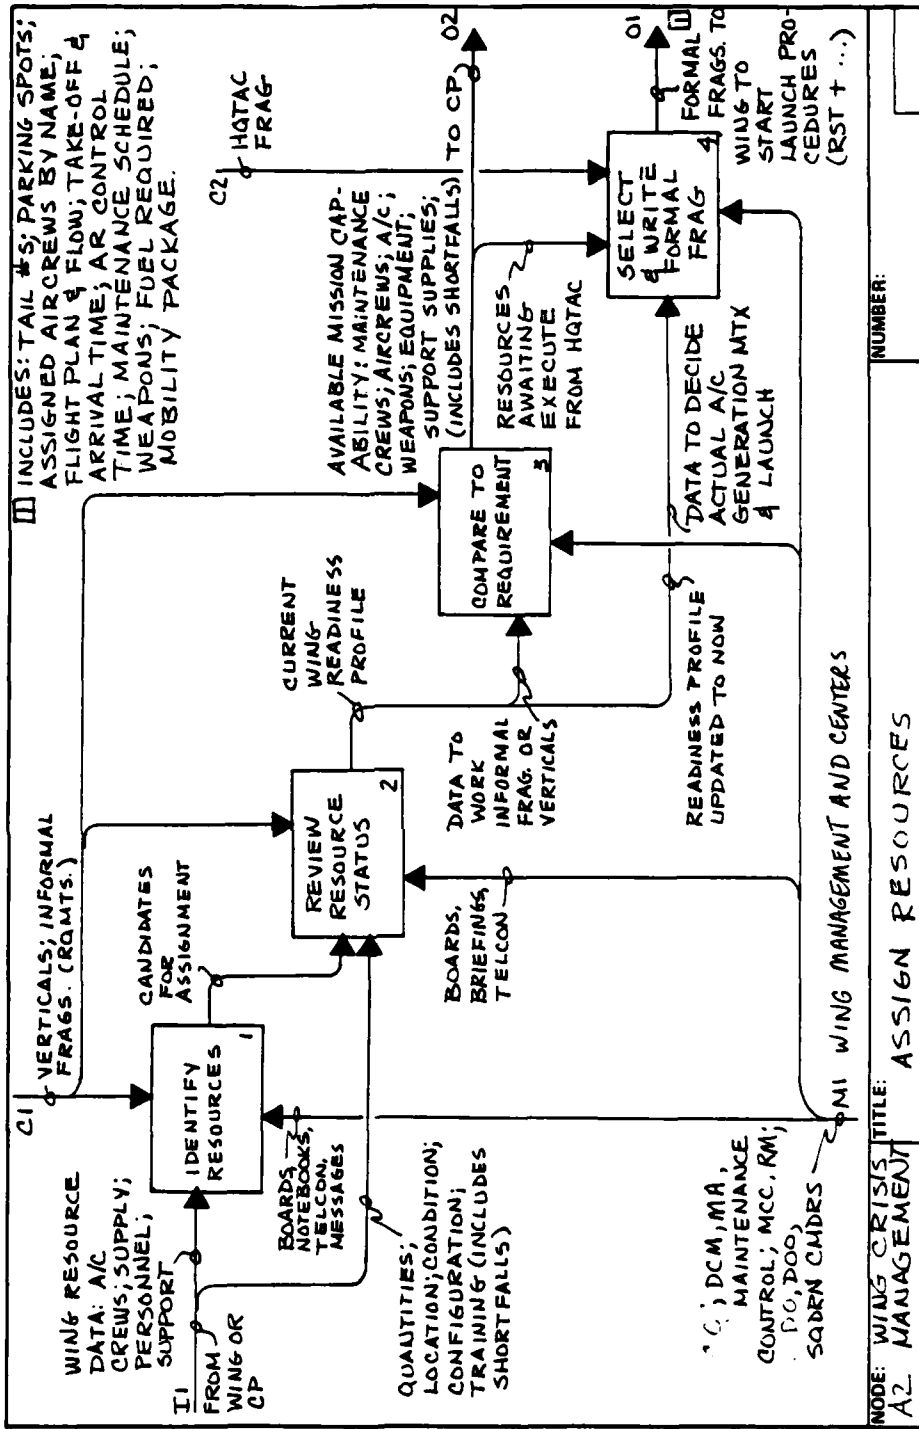 C1
VERTICALS; INFORMAL
FRAGS. (RQMTS.)
1 INCLUDES: TAIL #S; PARKING SPOTS;
ASSIGNED AIRCREWS BY NAME;
FLIGHT PLAN & FLOW; TAKE-OFF &
ARRIVAL TIME; AR CONTROL
TIME; MAINTENANCE SCHEDULE;
WEAPONS; FUEL REQUIRED;
MOBILITY PACKAGE.
C2
HQTAC
FRAG
WING RESOURCE
DATA: A/C
CREWS; SUPPLY;
PERSONNEL;
SUPPORT
I1
FROM
WING OR
CP
IDENTIFY
RESOURCES
1
CANDIDATES
FOR
ASSIGNMENT
BOARDS,
NOTEBOOKS,
TELCON,
MESSAGES
QUANTITIES;
LOCATION; CONDITION
CONFIGURATION;
TRAINING (INCLUDES
SHORTFALLS)
REVIEW
RESOURCE
STATUS
2
CURRENT
WING
READINESS
PROFILE
BOARDS,
BRIEFINGS,
TELCON
DATA TO
WORK
INFORMAL
FRAG. OR
VERTICALS
COMPARE TO
REQUIREMENT
3
AVAILABLE MISSION CAP-
ABILITY: MAINTENANCE
CREWS; AIRCREWS; A/C;
WEAPONS; EQUIPMENT;
SUPPORT SUPPLIES;
(INCLUDES SHORTFALLS) TO CP
O2
RESOURCES
AWAITING
EXECUTE
FROM HQTAC
READINESS PROFILE
UPDATED TO NOW
DATA TO DECIDE
ACTUAL A/C
GENERATION MTX
& LAUNCH
SELECT
& WRITE
FORMAL
FRAG
4
O1
1
FORMAL
FRAGS. TO
WING TO
START
LAUNCH PRO-
CEDURES
(RST + ...)
DCM, MA,
MAINTENANCE
CONTROL; MCC, RM;
DO, DOO,
SQDRN CMDRS
M1 WING MANAGEMENT AND CENTERS
NODE: WING CRISIS
A2 MANAGEMENT
TITLE:
ASSIGN RESOURCES
NUMBER: